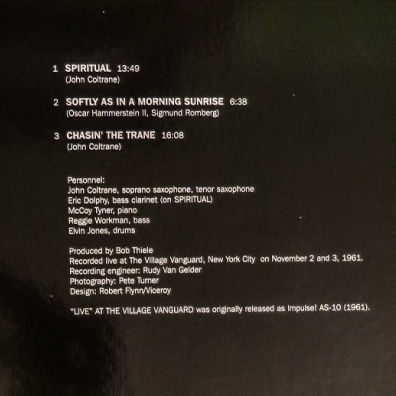 1 SPIRITUAL 13:49
(John Coltrane)
2 SOFTLY AS IN A MORNING SUNRISE 6:38
(Oscar Hammerstein II, Sigmund Romberg)
3 CHASIN' THE TRANE 16:08
(John Coltrane)
Personnel:
John Coltrane, soprano saxophone, tenor saxophone
Eric Dolphy, bass clarinet (on SPIRITUAL)
McCoy Tyner, piano
Reggie Workman, bass
Elvin Jones, drums
Produced by Bob Thiele
Recorded live at The Village Vanguard, New York City on November 2 and 3, 1961.
Recording engineer: Rudy Van Gelder
Photography: Pete Turner
Design: Robert Flynn/Viceroy
"LIVE" AT THE VILLAGE VANGUARD was originally released as Impulse! AS-10 (1961).